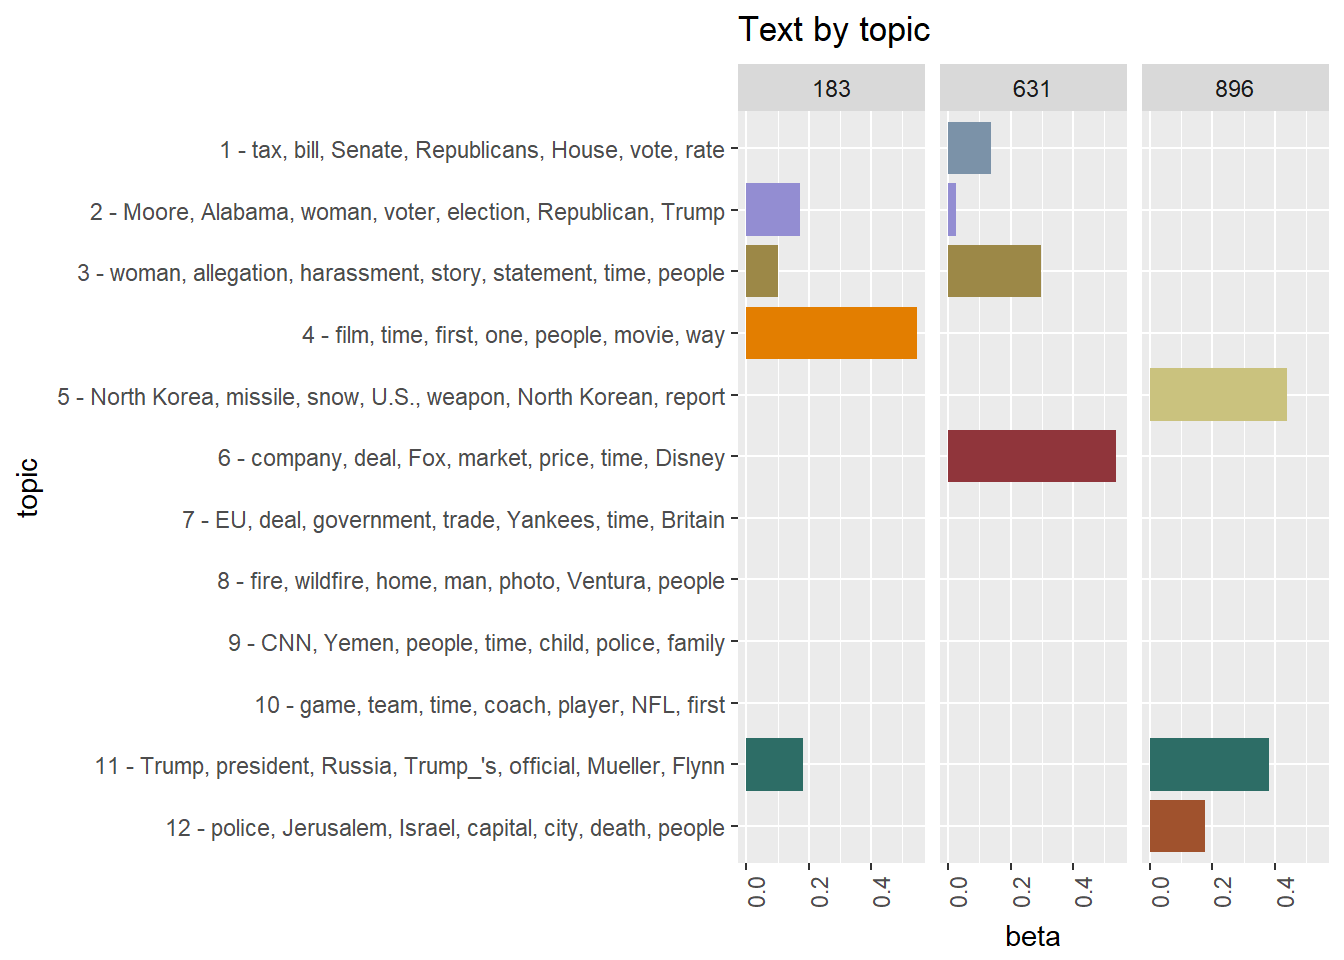 Text by topic
183 631 896
1 - tax, bill, Senate, Republicans, House, vote, rate
2 - Moore, Alabama, woman, voter, election, Republican, Trump
3 - woman, allegation, harassment, story, statement, time, people
4 - film, time, first, one, people, movie, way
5 - North Korea, missile, snow, U.S., weapon, North Korean, report
6 - company, deal, Fox, market, price, time, Disney
7 - EU, deal, government, trade, Yankees, time, Britain
8 - fire, wildfire, home, man, photo, Ventura, people
9 - CNN, Yemen, people, time, child, police, family
10 - game, team, time, coach, player, NFL, first
11 - Trump, president, Russia, Trump_'s, official, Mueller, Flynn
12 - police, Jerusalem, Israel, capital, city, death, people
topic
0.0 0.2 0.4 0.0 0.2 0.4 0.0 0.2 0.4
beta